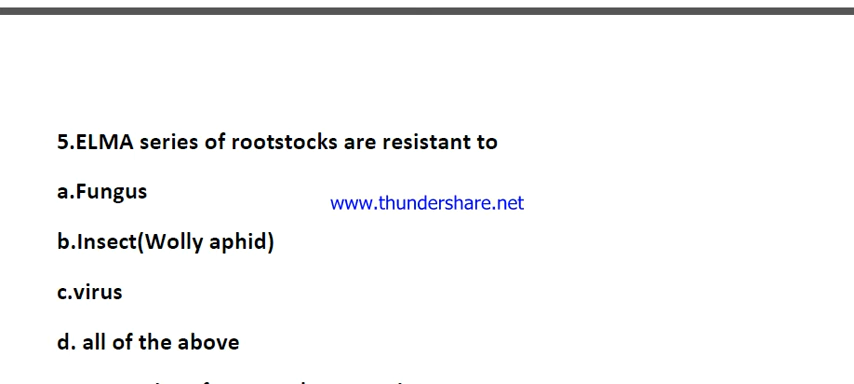 5.ELMA series of rootstocks are resistant to
a.Fungus
www.thundershare.net
b.Insect(Wolly aphid)
c.virus
d. all of the above